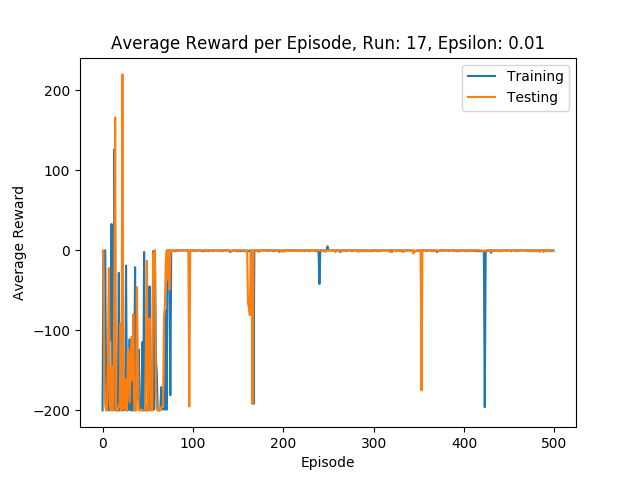 Average Reward per Episode, Run: 17, Epsilon: 0.01
Training
Testing
200
100
0
−100
−200
Average Reward
0
100
200
300
400
500
Episode